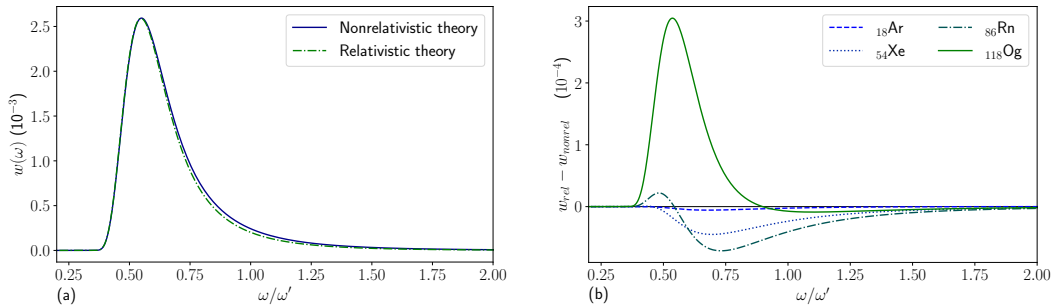 w(ω) (10⁻³)
2.5
2.0
1.5
1.0
0.5
0.0
Nonrelativistic theory
Relativistic theory
0.25 0.50 0.75 1.00 1.25 1.50 1.75 2.00
(a)
ω/ω′
w_rel − w_nonrel (10⁻⁴)
3
2
1
0
₁₈Ar
₅₄Xe
₈₆Rn
₁₁₈Og
0.25 0.50 0.75 1.00 1.25 1.50 1.75 2.00
(b)
ω/ω′